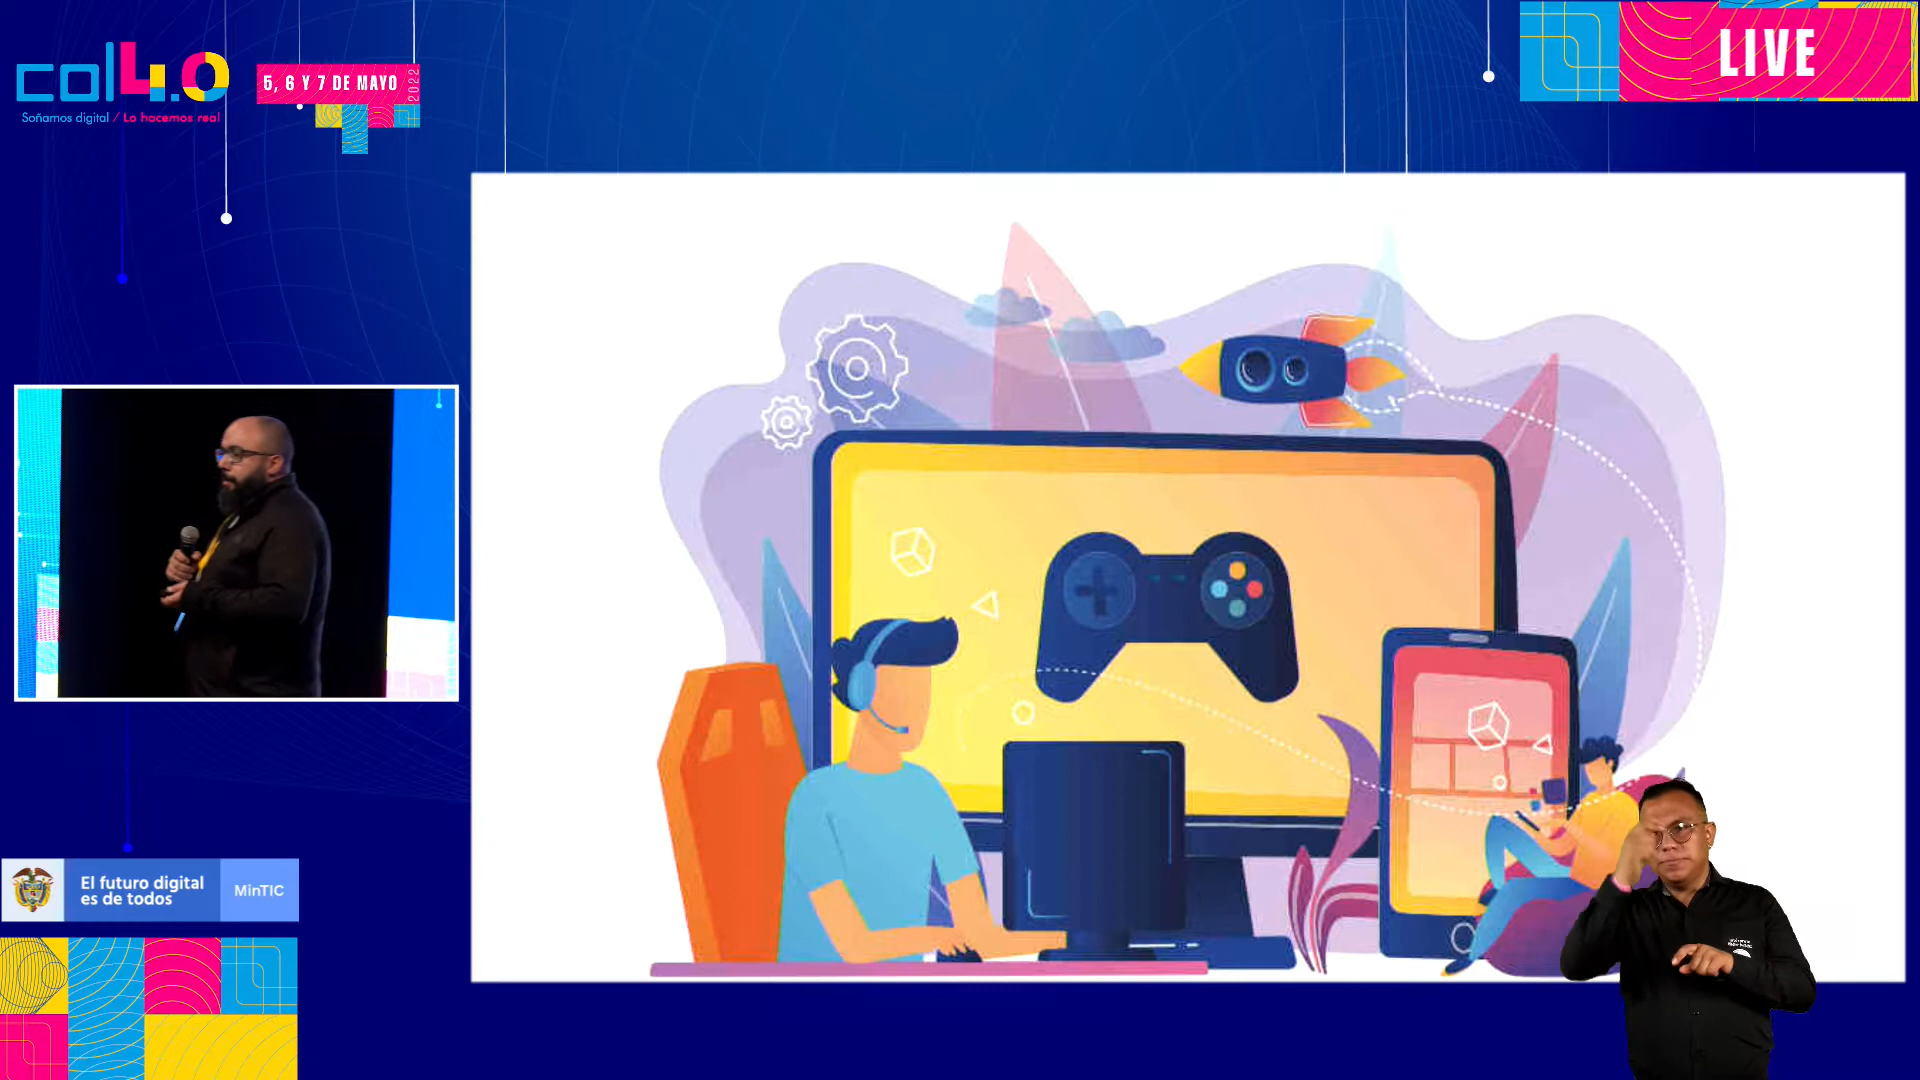 col4.0
Soñamos digital / Lo hacemos real
5, 6 Y 7 DE MAYO
2022
LIVE
El futuro digital
es de todos
MinTIC